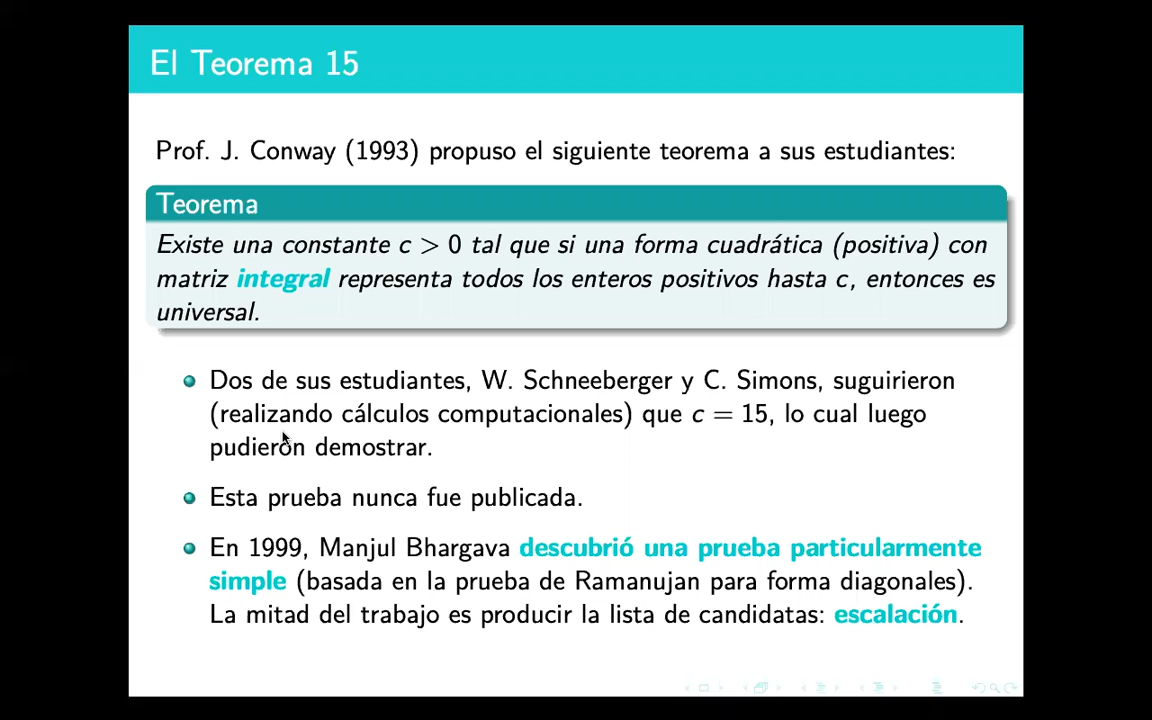 El Teorema 15
Prof. J. Conway (1993) propuso el siguiente teorema a sus estudiantes:
Teorema
Existe una constante c > 0 tal que si una forma cuadrática (positiva) con
matriz integral representa todos los enteros positivos hasta c, entonces es
universal.
Dos de sus estudiantes, W. Schneeberger y C. Simons, suguirieron
(realizando cálculos computacionales) que c = 15, lo cual luego
pudieron demostrar.
Esta prueba nunca fue publicada.
En 1999, Manjul Bhargava descubrió una prueba particularmente
simple (basada en la prueba de Ramanujan para forma diagonales).
La mitad del trabajo es producir la lista de candidatas: escalación.